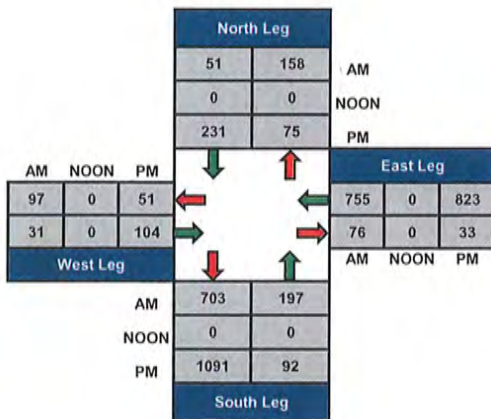 North Leg
51 158 AM
0 0 NOON
231 75 PM
AM NOON PM
97 0 51
31 0 104
West Leg
East Leg
755 0 823
76 0 33
AM NOON PM
AM 703 197
NOON 0 0
PM 1091 92
South Leg